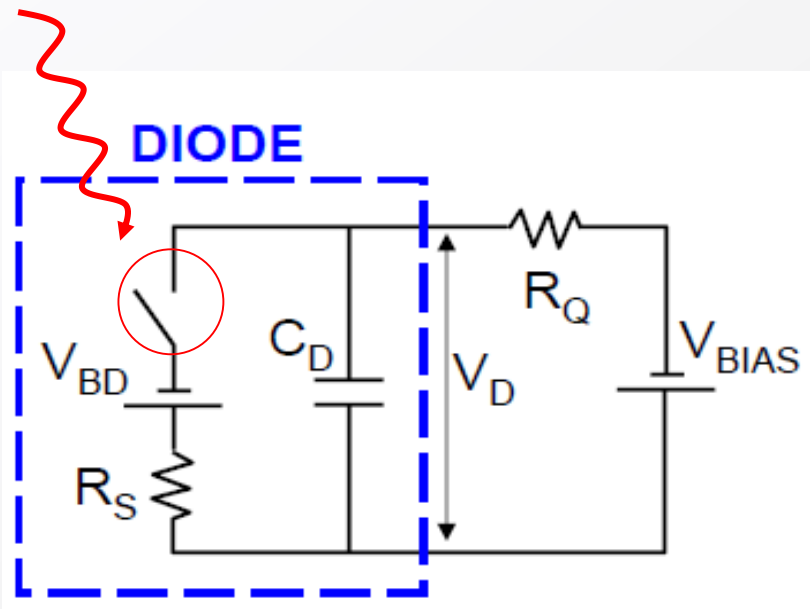 DIODE
V_BD
R_S
C_D
V_D
R_Q
V_BIAS